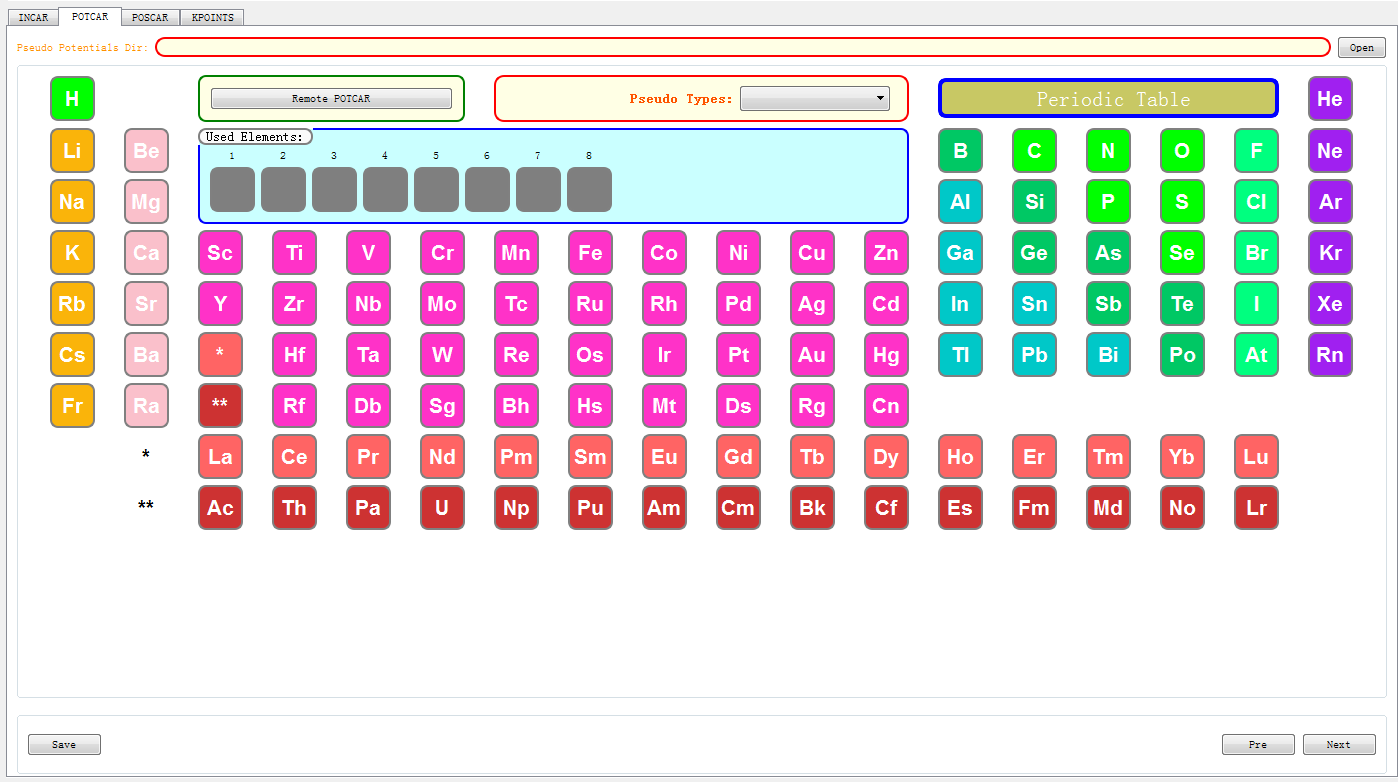 INCAR POTCAR POSCAR KPOINTS
Pseudo Potentials Dir: Open
H Remote POTCAR Pseudo Types: Periodic Table He
Used Elements:
Li Be B C N O F Ne
1 2 3 4 5 6 7 8
Na Mg Al Si P S Cl Ar
K Ca Sc Ti V Cr Mn Fe Co Ni Cu Zn Ga Ge As Se Br Kr
Rb Sr Y Zr Nb Mo Tc Ru Rh Pd Ag Cd In Sn Sb Te I Xe
Cs Ba * Hf Ta W Re Os Ir Pt Au Hg Tl Pb Bi Po At Rn
Fr Ra ** Rf Db Sg Bh Hs Mt Ds Rg Cn
* La Ce Pr Nd Pm Sm Eu Gd Tb Dy Ho Er Tm Yb Lu
** Ac Th Pa U Np Pu Am Cm Bk Cf Es Fm Md No Lr
Save Pre Next